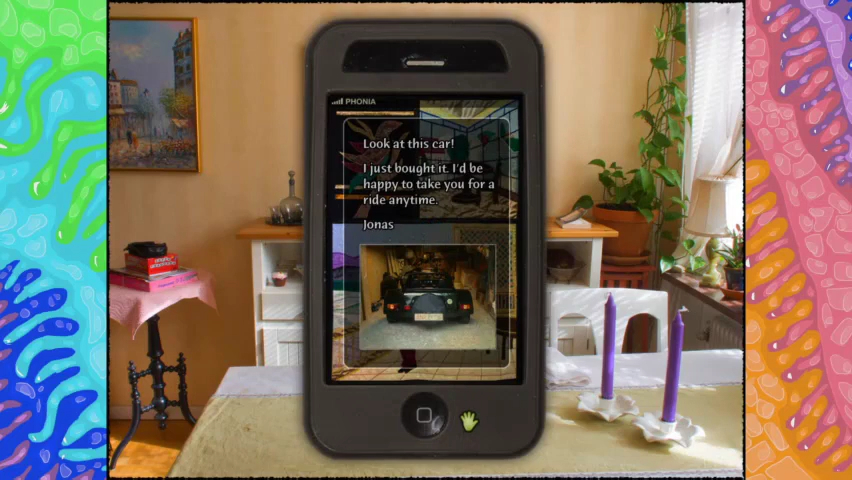 PHONIA
Look at this car!
I just bought it. I'd be
happy to take you for a
ride anytime.
Jonas